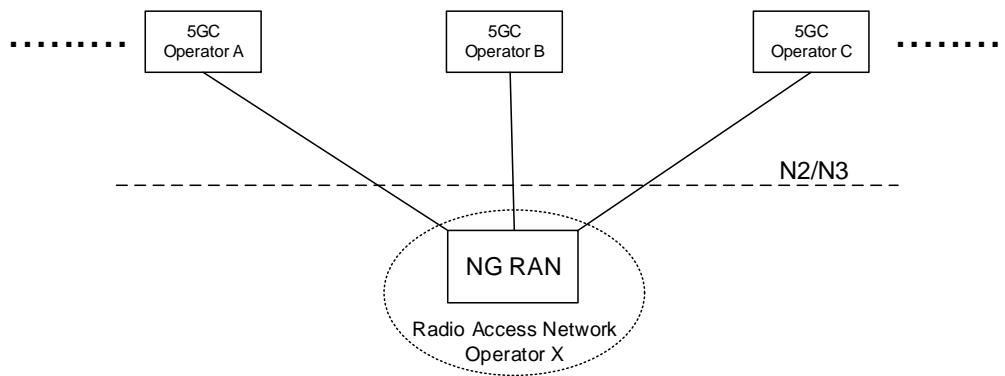 5GC
Operator A
5GC
Operator B
5GC
Operator C
N2/N3
NG RAN
Radio Access Network
Operator X